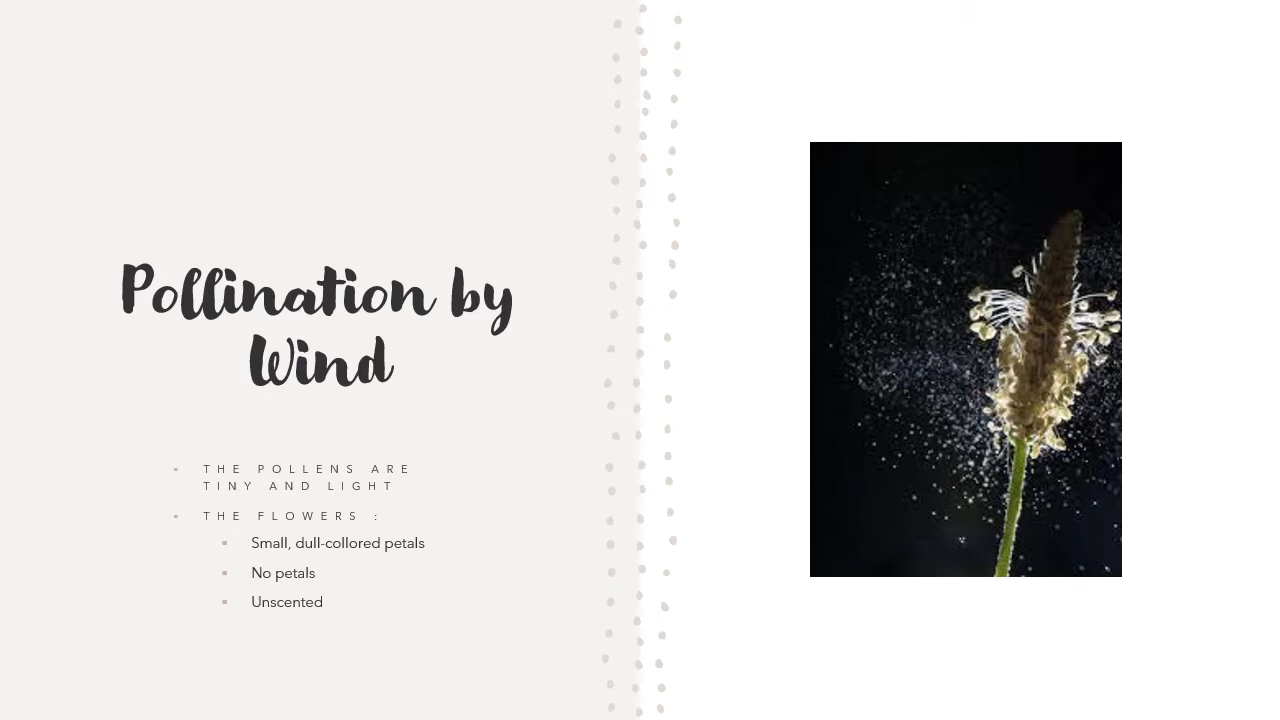 Pollination by
Wind
▪ THE POLLENS ARE
TINY AND LIGHT
▪ THE FLOWERS :
▪ Small, dull-collored petals
▪ No petals
▪ Unscented